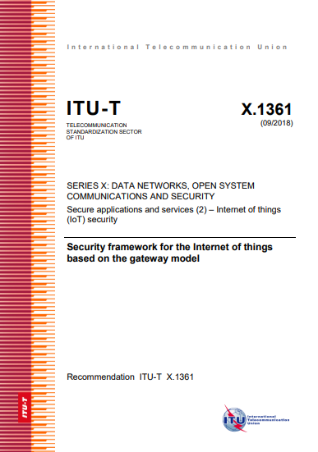 International Telecommunication Union
ITU-T
X.1361
TELECOMMUNICATION
STANDARDIZATION SECTOR
OF ITU
(09/2018)
SERIES X: DATA NETWORKS, OPEN SYSTEM
COMMUNICATIONS AND SECURITY
Secure applications and services (2) – Internet of things
(IoT) security
Security framework for the Internet of things
based on the gateway model
Recommendation ITU-T X.1361
ITU-T
ITU
International
Telecommunication
Union